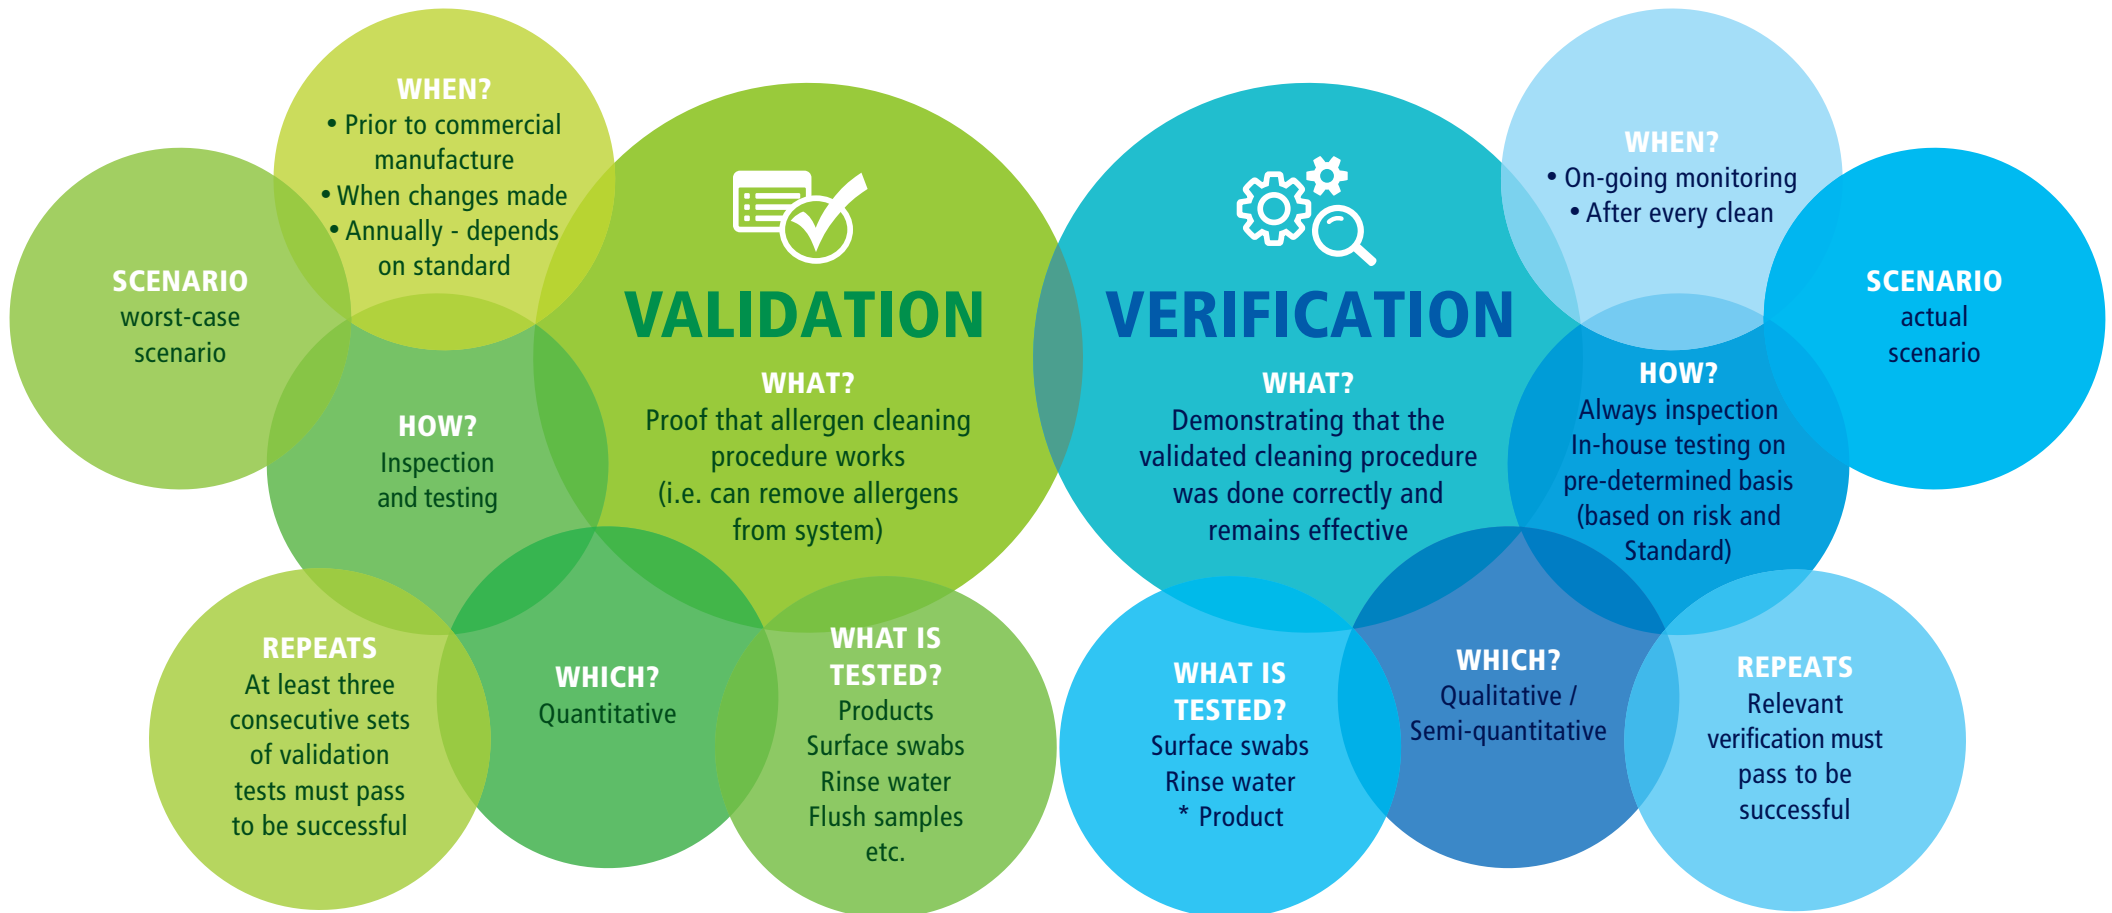 WHEN?
• Prior to commercial
manufacture
• When changes made
• Annually - depends
on standard
SCENARIO
worst-case
scenario
HOW?
Inspection
and testing
VALIDATION
WHAT?
Proof that allergen cleaning
procedure works
(i.e. can remove allergens
from system)
REPEATS
At least three
consecutive sets
of validation
tests must pass
to be successful
WHICH?
Quantitative
WHAT IS
TESTED?
Products
Surface swabs
Rinse water
Flush samples
etc.
VERIFICATION
WHAT?
Demonstrating that the
validated cleaning procedure
was done correctly and
remains effective
WHEN?
• On-going monitoring
• After every clean
SCENARIO
actual
scenario
HOW?
Always inspection
In-house testing on
pre-determined basis
(based on risk and
Standard)
WHAT IS
TESTED?
Surface swabs
Rinse water
* Product
WHICH?
Qualitative /
Semi-quantitative
REPEATS
Relevant
verification must
pass to be
successful